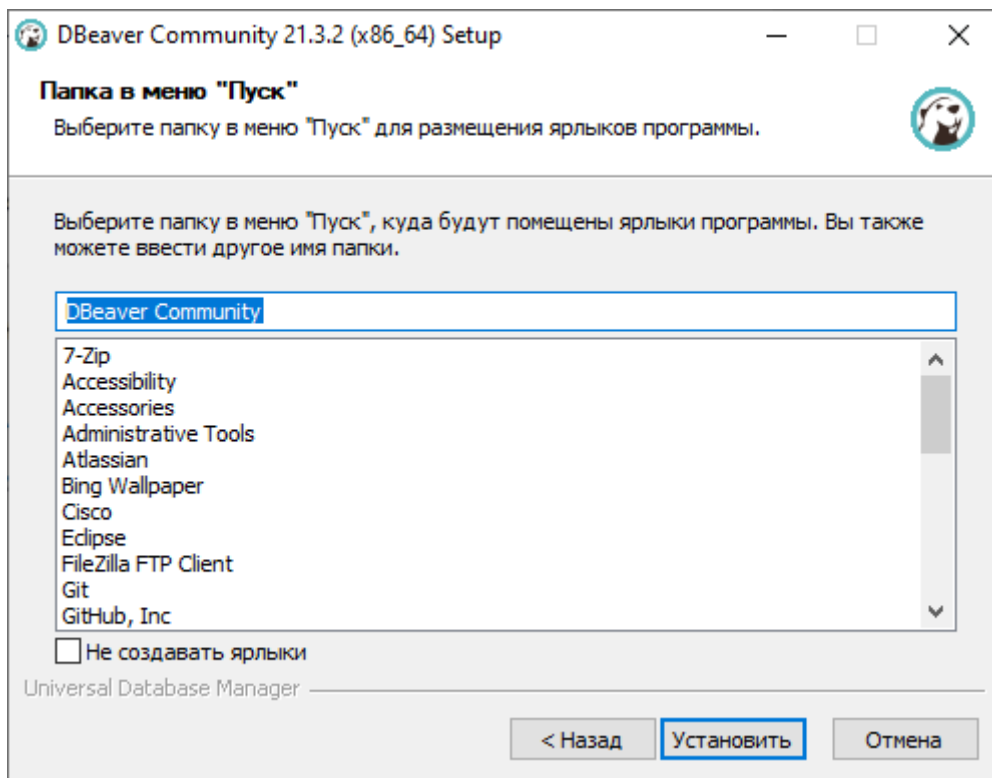 DBeaver Community 21.3.2 (x86_64) Setup
Папка в меню "Пуск"
Выберите папку в меню "Пуск" для размещения ярлыков программы.
Выберите папку в меню "Пуск", куда будут помещены ярлыки программы. Вы также
можете ввести другое имя папки.
DBeaver Community
7-Zip
Accessibility
Accessories
Administrative Tools
Atlassian
Bing Wallpaper
Cisco
Eclipse
FileZilla FTP Client
Git
GitHub, Inc
Не создавать ярлыки
Universal Database Manager
< Назад Установить Отмена